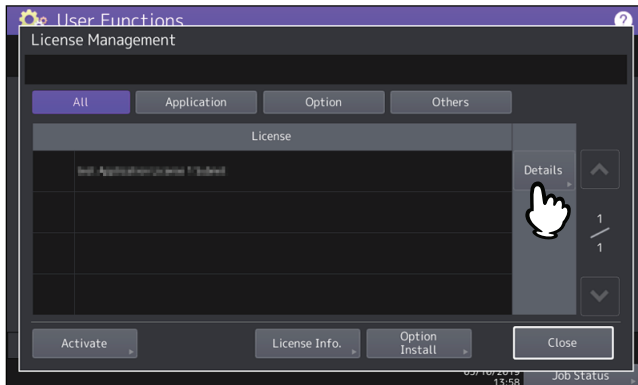 User Functions
?
License Management
All
Application
Option
Others
License
Details
1
1
Activate
License Info.
Option
Install
Close
13:58
Job Status